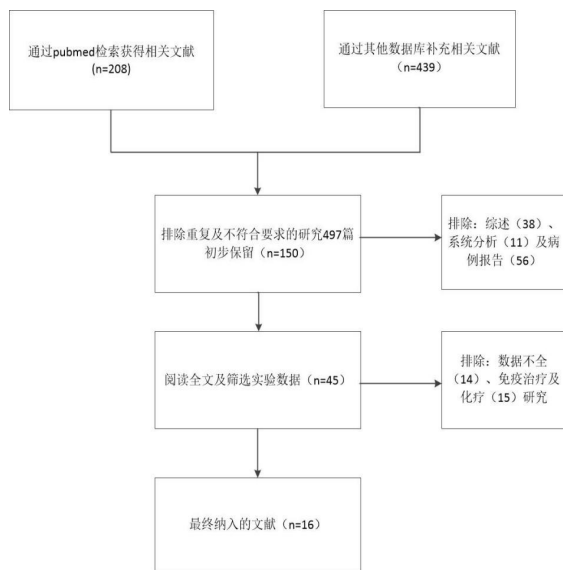 通过pubmed检索获得相关文献
(n=208)
通过其他数据库补充相关文献
（n=439）
排除重复及不符合要求的研究497篇
初步保留（n=150）
排除：综述（38）、
系统分析（11）及病
例报告（56）
阅读全文及筛选实验数据（n=45）
排除：数据不全
（14）、免疫治疗及
化疗（15）研究
最终纳入的文献（n=16）